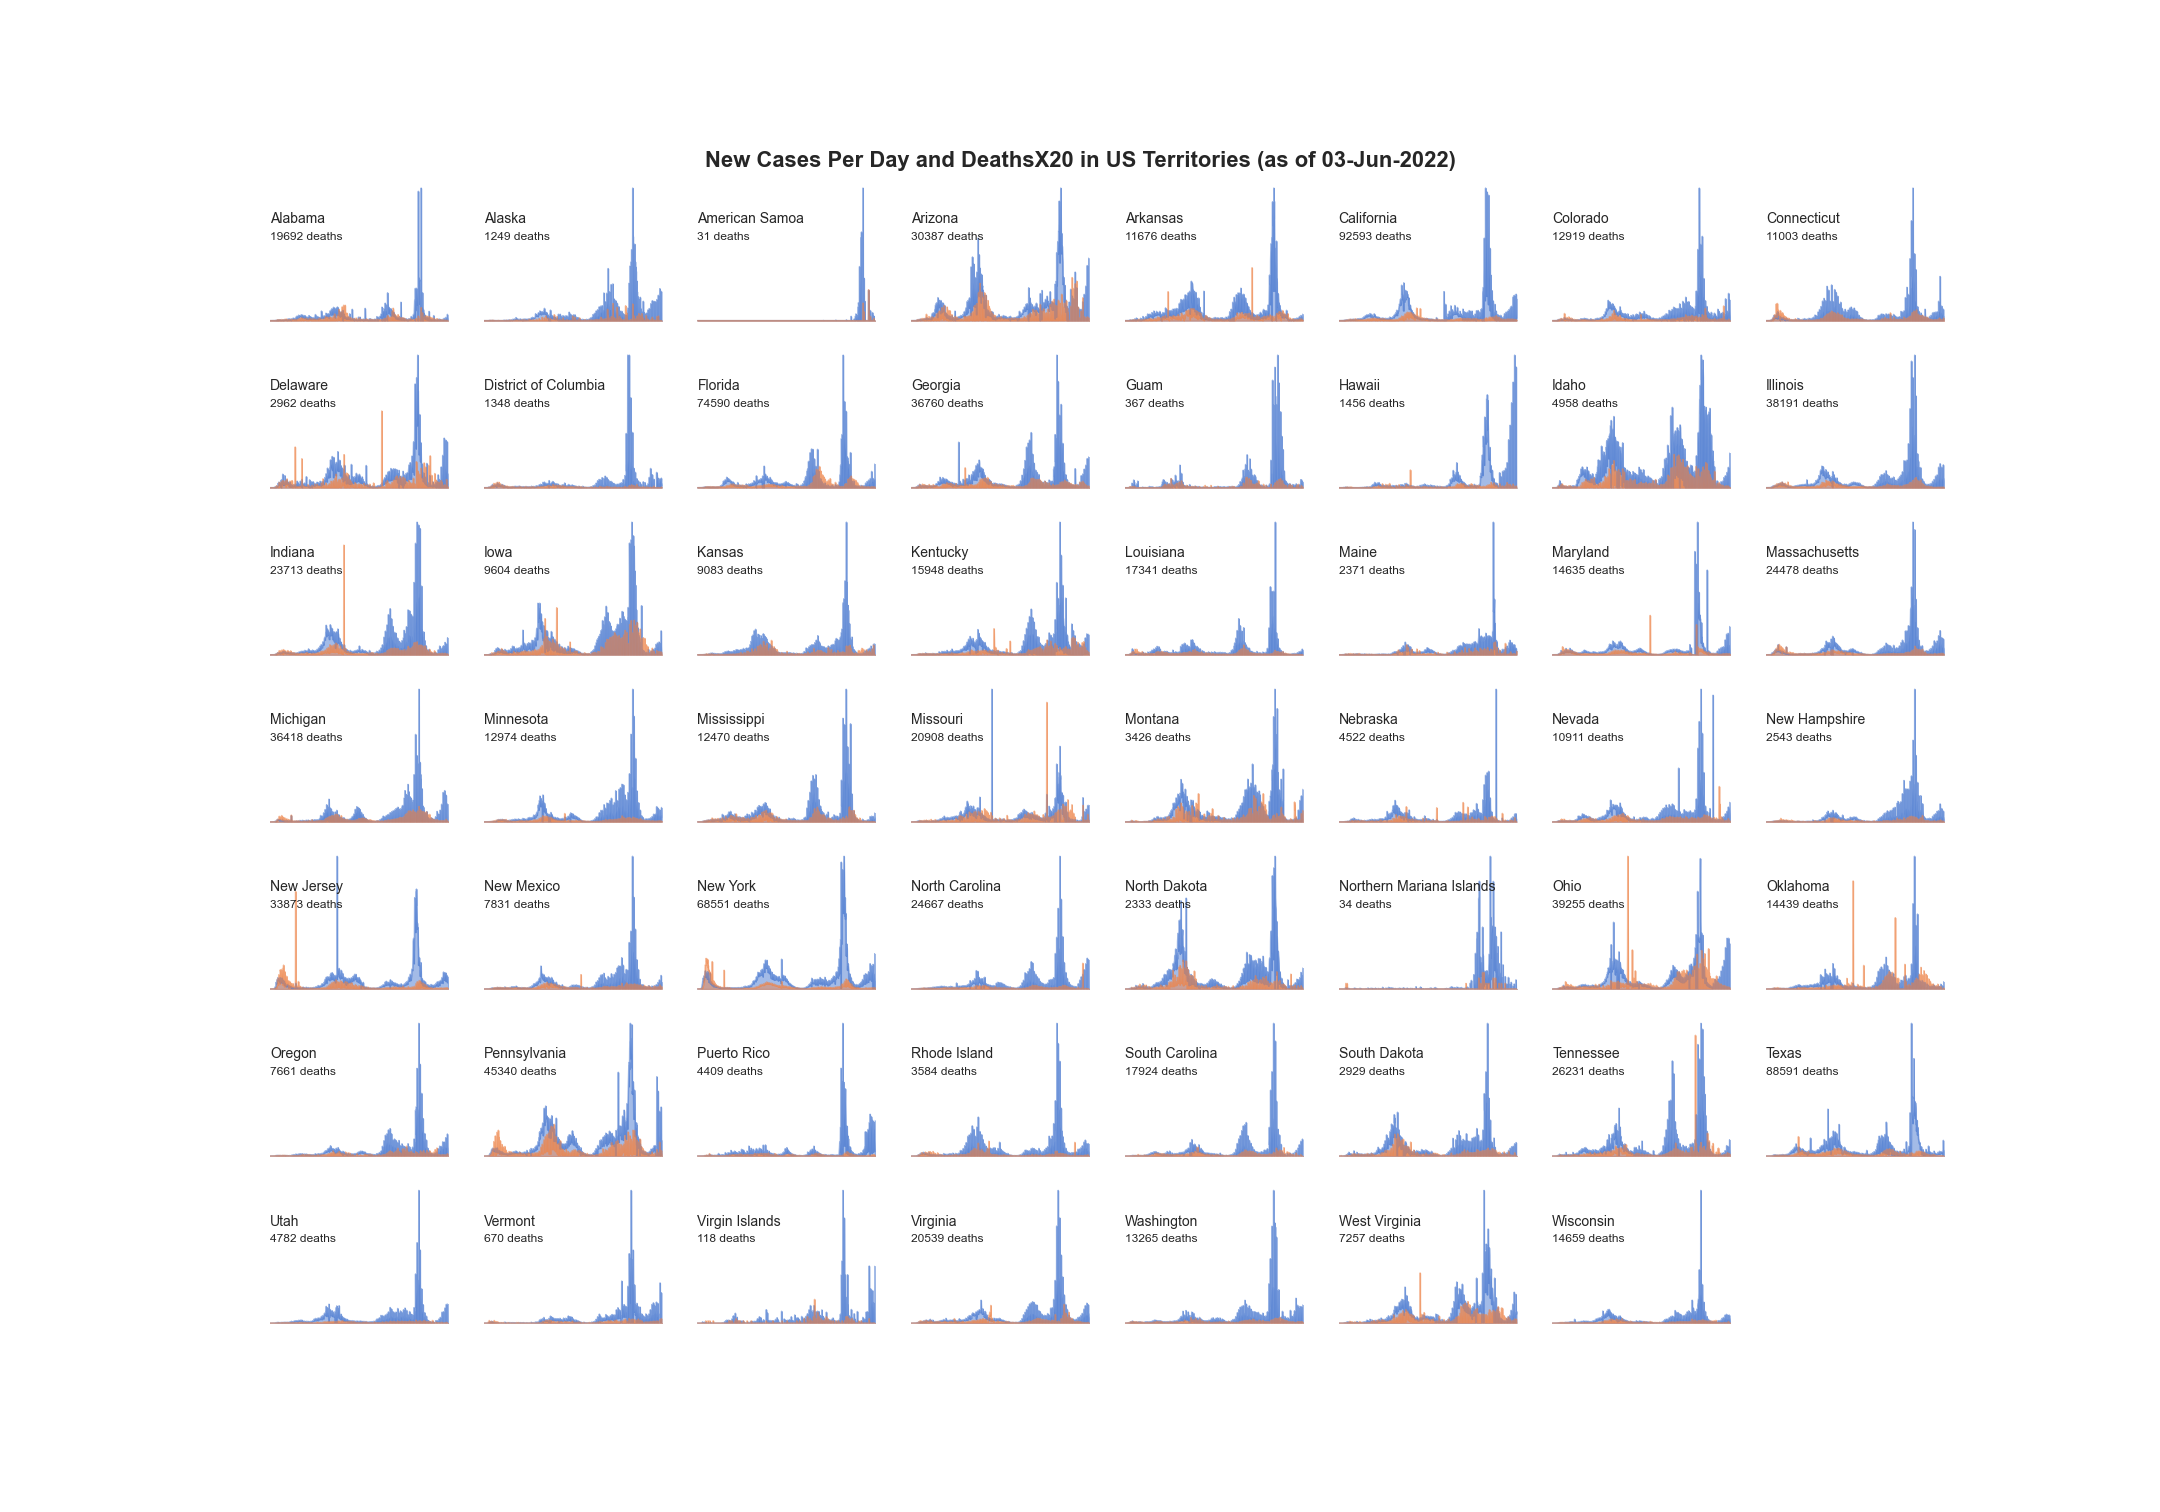 New Cases Per Day and DeathsX20 in US Territories (as of 03-Jun-2022)
Alabama
19692 deaths
Alaska
1249 deaths
American Samoa
31 deaths
Arizona
30387 deaths
Arkansas
11676 deaths
California
92593 deaths
Colorado
12919 deaths
Connecticut
11003 deaths
Delaware
2962 deaths
District of Columbia
1348 deaths
Florida
74590 deaths
Georgia
36760 deaths
Guam
367 deaths
Hawaii
1456 deaths
Idaho
4958 deaths
Illinois
38191 deaths
Indiana
23713 deaths
Iowa
9604 deaths
Kansas
9083 deaths
Kentucky
15948 deaths
Louisiana
17341 deaths
Maine
2371 deaths
Maryland
14635 deaths
Massachusetts
24478 deaths
Michigan
36418 deaths
Minnesota
12974 deaths
Mississippi
12470 deaths
Missouri
20908 deaths
Montana
3426 deaths
Nebraska
4522 deaths
Nevada
10911 deaths
New Hampshire
2543 deaths
New Jersey
33873 deaths
New Mexico
7831 deaths
New York
68551 deaths
North Carolina
24667 deaths
North Dakota
2333 deaths
Northern Mariana Islands
34 deaths
Ohio
39255 deaths
Oklahoma
14439 deaths
Oregon
7661 deaths
Pennsylvania
45340 deaths
Puerto Rico
4409 deaths
Rhode Island
3584 deaths
South Carolina
17924 deaths
South Dakota
2929 deaths
Tennessee
26231 deaths
Texas
88591 deaths
Utah
4782 deaths
Vermont
670 deaths
Virgin Islands
118 deaths
Virginia
20539 deaths
Washington
13265 deaths
West Virginia
7257 deaths
Wisconsin
14659 deaths